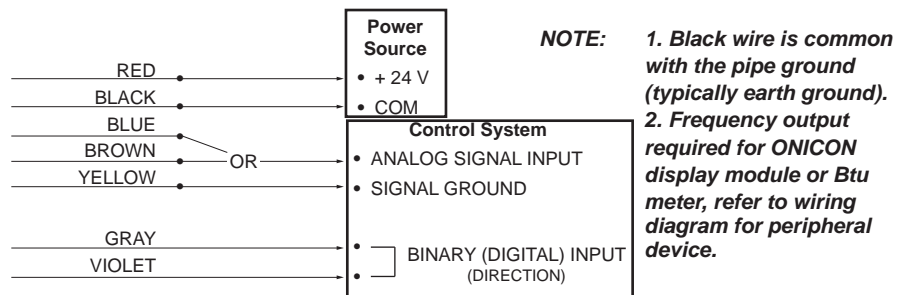 Power
Source
RED
+ 24 V
BLACK
COM
BLUE
Control System
BROWN
OR
ANALOG SIGNAL INPUT
YELLOW
SIGNAL GROUND
GRAY
BINARY (DIGITAL) INPUT
VIOLET
(DIRECTION)
NOTE:
1. Black wire is common
with the pipe ground
(typically earth ground).
2. Frequency output
required for ONICON
display module or Btu
meter, refer to wiring
diagram for peripheral
device.